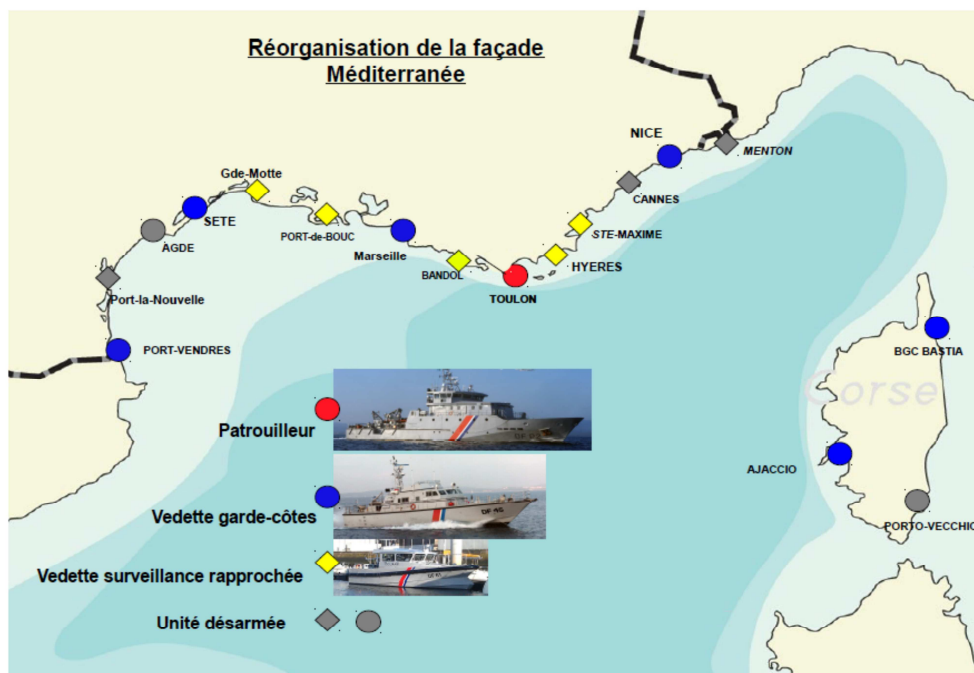 Réorganisation de la façade
Méditerranée
NICE
MENTON
Gde-Motte
CANNES
SETE
STE-MAXIME
PORT-de-BOUC
AGDE
Marseille
HYERES
BANDOL
TOULON
Port-la-Nouvelle
PORT-VENDRES
BGC BASTIA
Corse
Patrouilleur
AJACCIO
Vedette garde-côtes
DF 46
PORTO-VECCHIO
Vedette surveillance rapprochée
Unité désarmée